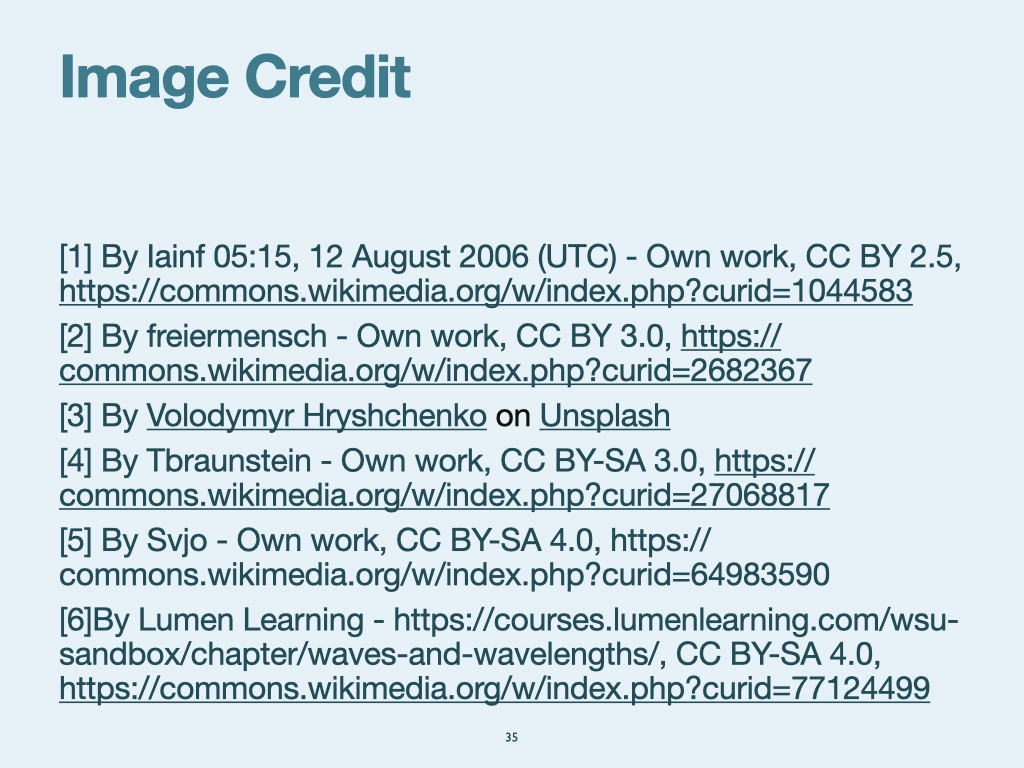 Image Credit
[1] By Iainf 05:15, 12 August 2006 (UTC) - Own work, CC BY 2.5,
https://commons.wikimedia.org/w/index.php?curid=1044583
[2] By freiermensch - Own work, CC BY 3.0, https://
commons.wikimedia.org/w/index.php?curid=2682367
[3] By Volodymyr Hryshchenko on Unsplash
[4] By Tbraunstein - Own work, CC BY-SA 3.0, https://
commons.wikimedia.org/w/index.php?curid=27068817
[5] By Svjo - Own work, CC BY-SA 4.0, https://
commons.wikimedia.org/w/index.php?curid=64983590
[6]By Lumen Learning - https://courses.lumenlearning.com/wsu-
sandbox/chapter/waves-and-wavelengths/, CC BY-SA 4.0,
https://commons.wikimedia.org/w/index.php?curid=77124499
35